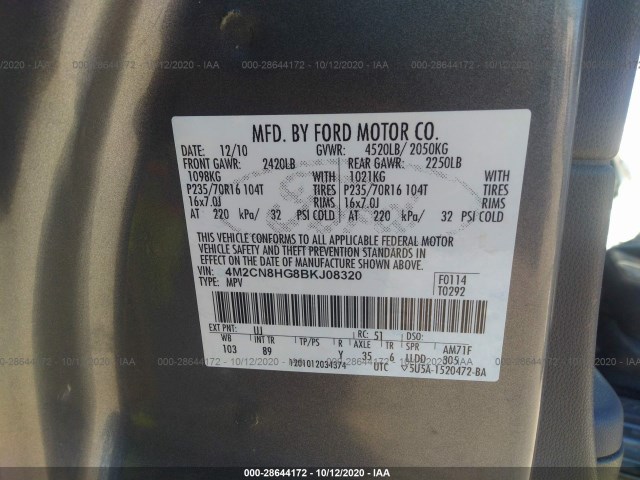 000-28644172 - 10/12/2020 - IAA
MFD. BY FORD MOTOR CO.
DATE: 12/10 GVWR: 4520LB/ 2050KG
FRONT GAWR: 2420LB REAR GAWR: 2250LB
1098KG WITH 1021KG WITH
P235/70R16 104T TIRES P235/70R16 104T TIRES
16x7.0J RIMS 16x7.0J RIMS
AT 220 kPa/ 32 PSI COLD AT 220 kPa/ 32 PSI COLD
THIS VEHICLE CONFORMS TO ALL APPLICABLE FEDERAL MOTOR
VEHICLE SAFETY AND THEFT PREVENTION STANDARDS IN
EFFECT ON THE DATE OF MANUFACTURE SHOWN ABOVE.
VIN: 4M2CN8HG8BKJ08320 F0114
TYPE: MPV T0292
EXT PNT: UJ RC: 51 DSO:
WB INT TR TP/PS R AXLE TR SPR AM71F
103 89 Y 35 6 LLDD 305
1201012034374 UTC 5U5A-1520472-BA
000-28644172 - 10/12/2020 - IAA